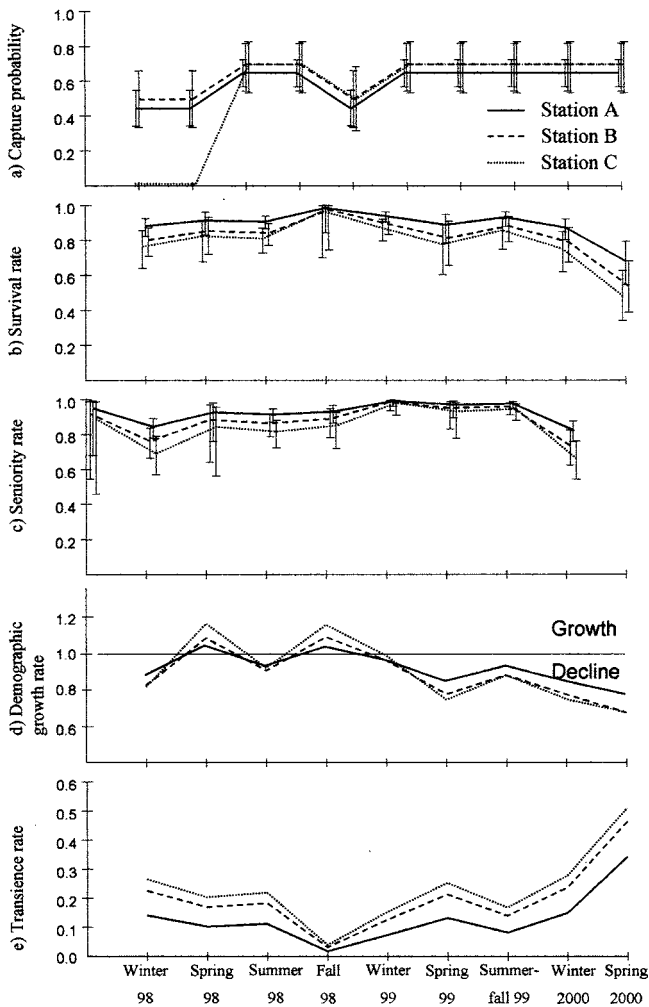 1.0
0.8
0.6
0.4
0.2
a) Capture probability
Station A
Station B
Station C
1.0
0.8
0.6
0.4
0.2
b) Survival rate
1.0
0.8
0.6
0.4
0.2
c) Seniority rate
1.2
1.0
0.8
0.6
d) Demographic
growth rate
Growth
Decline
0.6
0.5
0.4
0.3
0.2
0.1
0.0
e) Transience rate
Winter Spring Summer Fall Winter Spring Summer- Winter Spring
98 98 98 98 99 99 fall 99 2000 2000